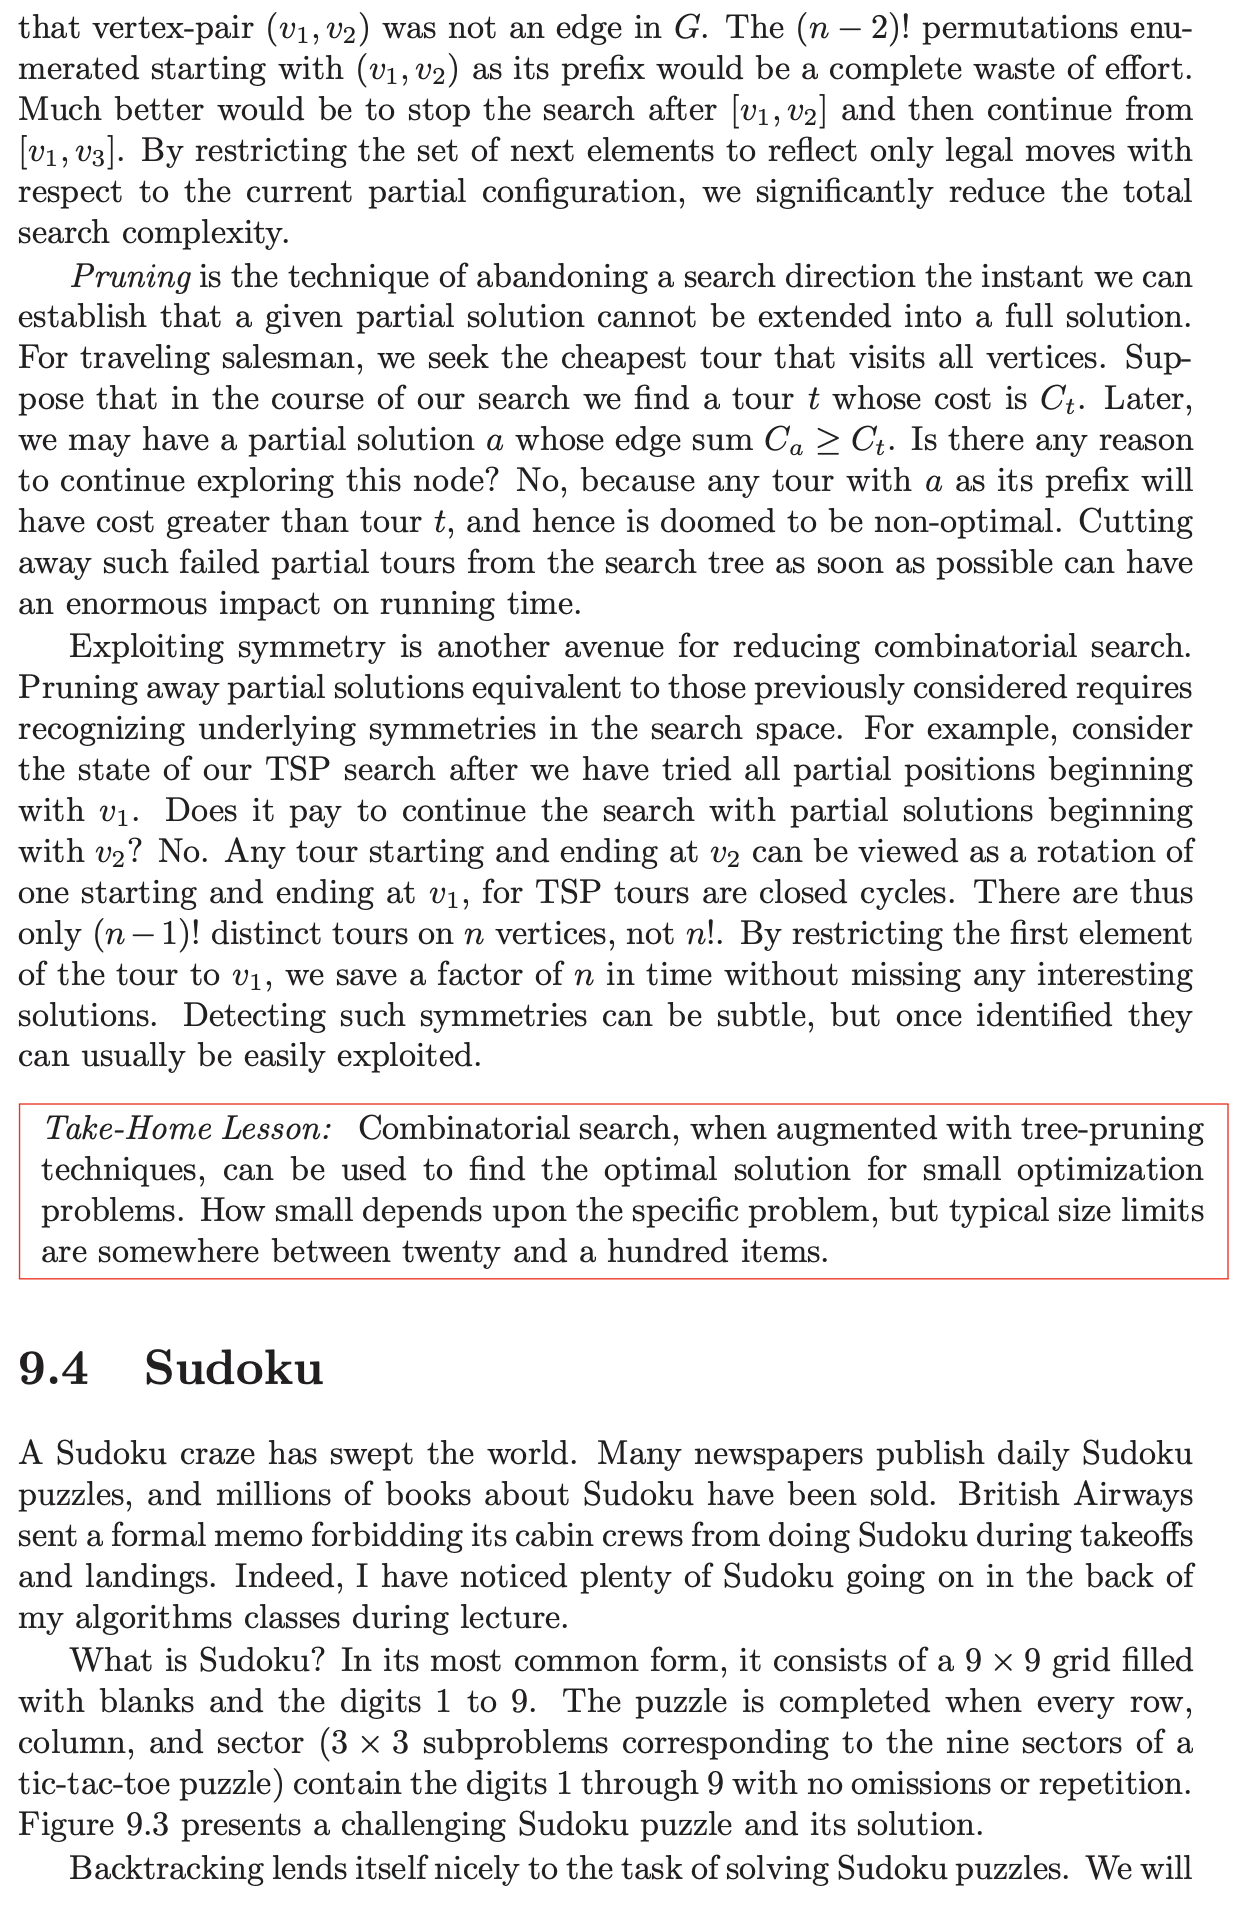 that vertex-pair (v₁, v₂) was not an edge in G. The (n − 2)! permutations enu-
merated starting with (v₁, v₂) as its prefix would be a complete waste of effort.
Much better would be to stop the search after [v₁, v₂] and then continue from
[v₁, v₃]. By restricting the set of next elements to reflect only legal moves with
respect to the current partial configuration, we significantly reduce the total
search complexity.
Pruning is the technique of abandoning a search direction the instant we can
establish that a given partial solution cannot be extended into a full solution.
For traveling salesman, we seek the cheapest tour that visits all vertices. Sup-
pose that in the course of our search we find a tour t whose cost is Cₜ. Later,
we may have a partial solution a whose edge sum Cₐ ≥ Cₜ. Is there any reason
to continue exploring this node? No, because any tour with a as its prefix will
have cost greater than tour t, and hence is doomed to be non-optimal. Cutting
away such failed partial tours from the search tree as soon as possible can have
an enormous impact on running time.
Exploiting symmetry is another avenue for reducing combinatorial search.
Pruning away partial solutions equivalent to those previously considered requires
recognizing underlying symmetries in the search space. For example, consider
the state of our TSP search after we have tried all partial positions beginning
with v₁. Does it pay to continue the search with partial solutions beginning
with v₂? No. Any tour starting and ending at v₂ can be viewed as a rotation of
one starting and ending at v₁, for TSP tours are closed cycles. There are thus
only (n − 1)! distinct tours on n vertices, not n!. By restricting the first element
of the tour to v₁, we save a factor of n in time without missing any interesting
solutions. Detecting such symmetries can be subtle, but once identified they
can usually be easily exploited.
Take-Home Lesson: Combinatorial search, when augmented with tree-pruning
techniques, can be used to find the optimal solution for small optimization
problems. How small depends upon the specific problem, but typical size limits
are somewhere between twenty and a hundred items.
9.4 Sudoku
A Sudoku craze has swept the world. Many newspapers publish daily Sudoku
puzzles, and millions of books about Sudoku have been sold. British Airways
sent a formal memo forbidding its cabin crews from doing Sudoku during takeoffs
and landings. Indeed, I have noticed plenty of Sudoku going on in the back of
my algorithms classes during lecture.
What is Sudoku? In its most common form, it consists of a 9 × 9 grid filled
with blanks and the digits 1 to 9. The puzzle is completed when every row,
column, and sector (3 × 3 subproblems corresponding to the nine sectors of a
tic-tac-toe puzzle) contain the digits 1 through 9 with no omissions or repetition.
Figure 9.3 presents a challenging Sudoku puzzle and its solution.
Backtracking lends itself nicely to the task of solving Sudoku puzzles. We will